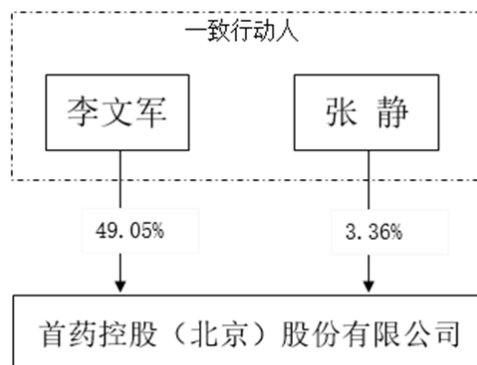 一致行动人
李文军
张 静
49.05%
3.36%
首药控股（北京）股份有限公司